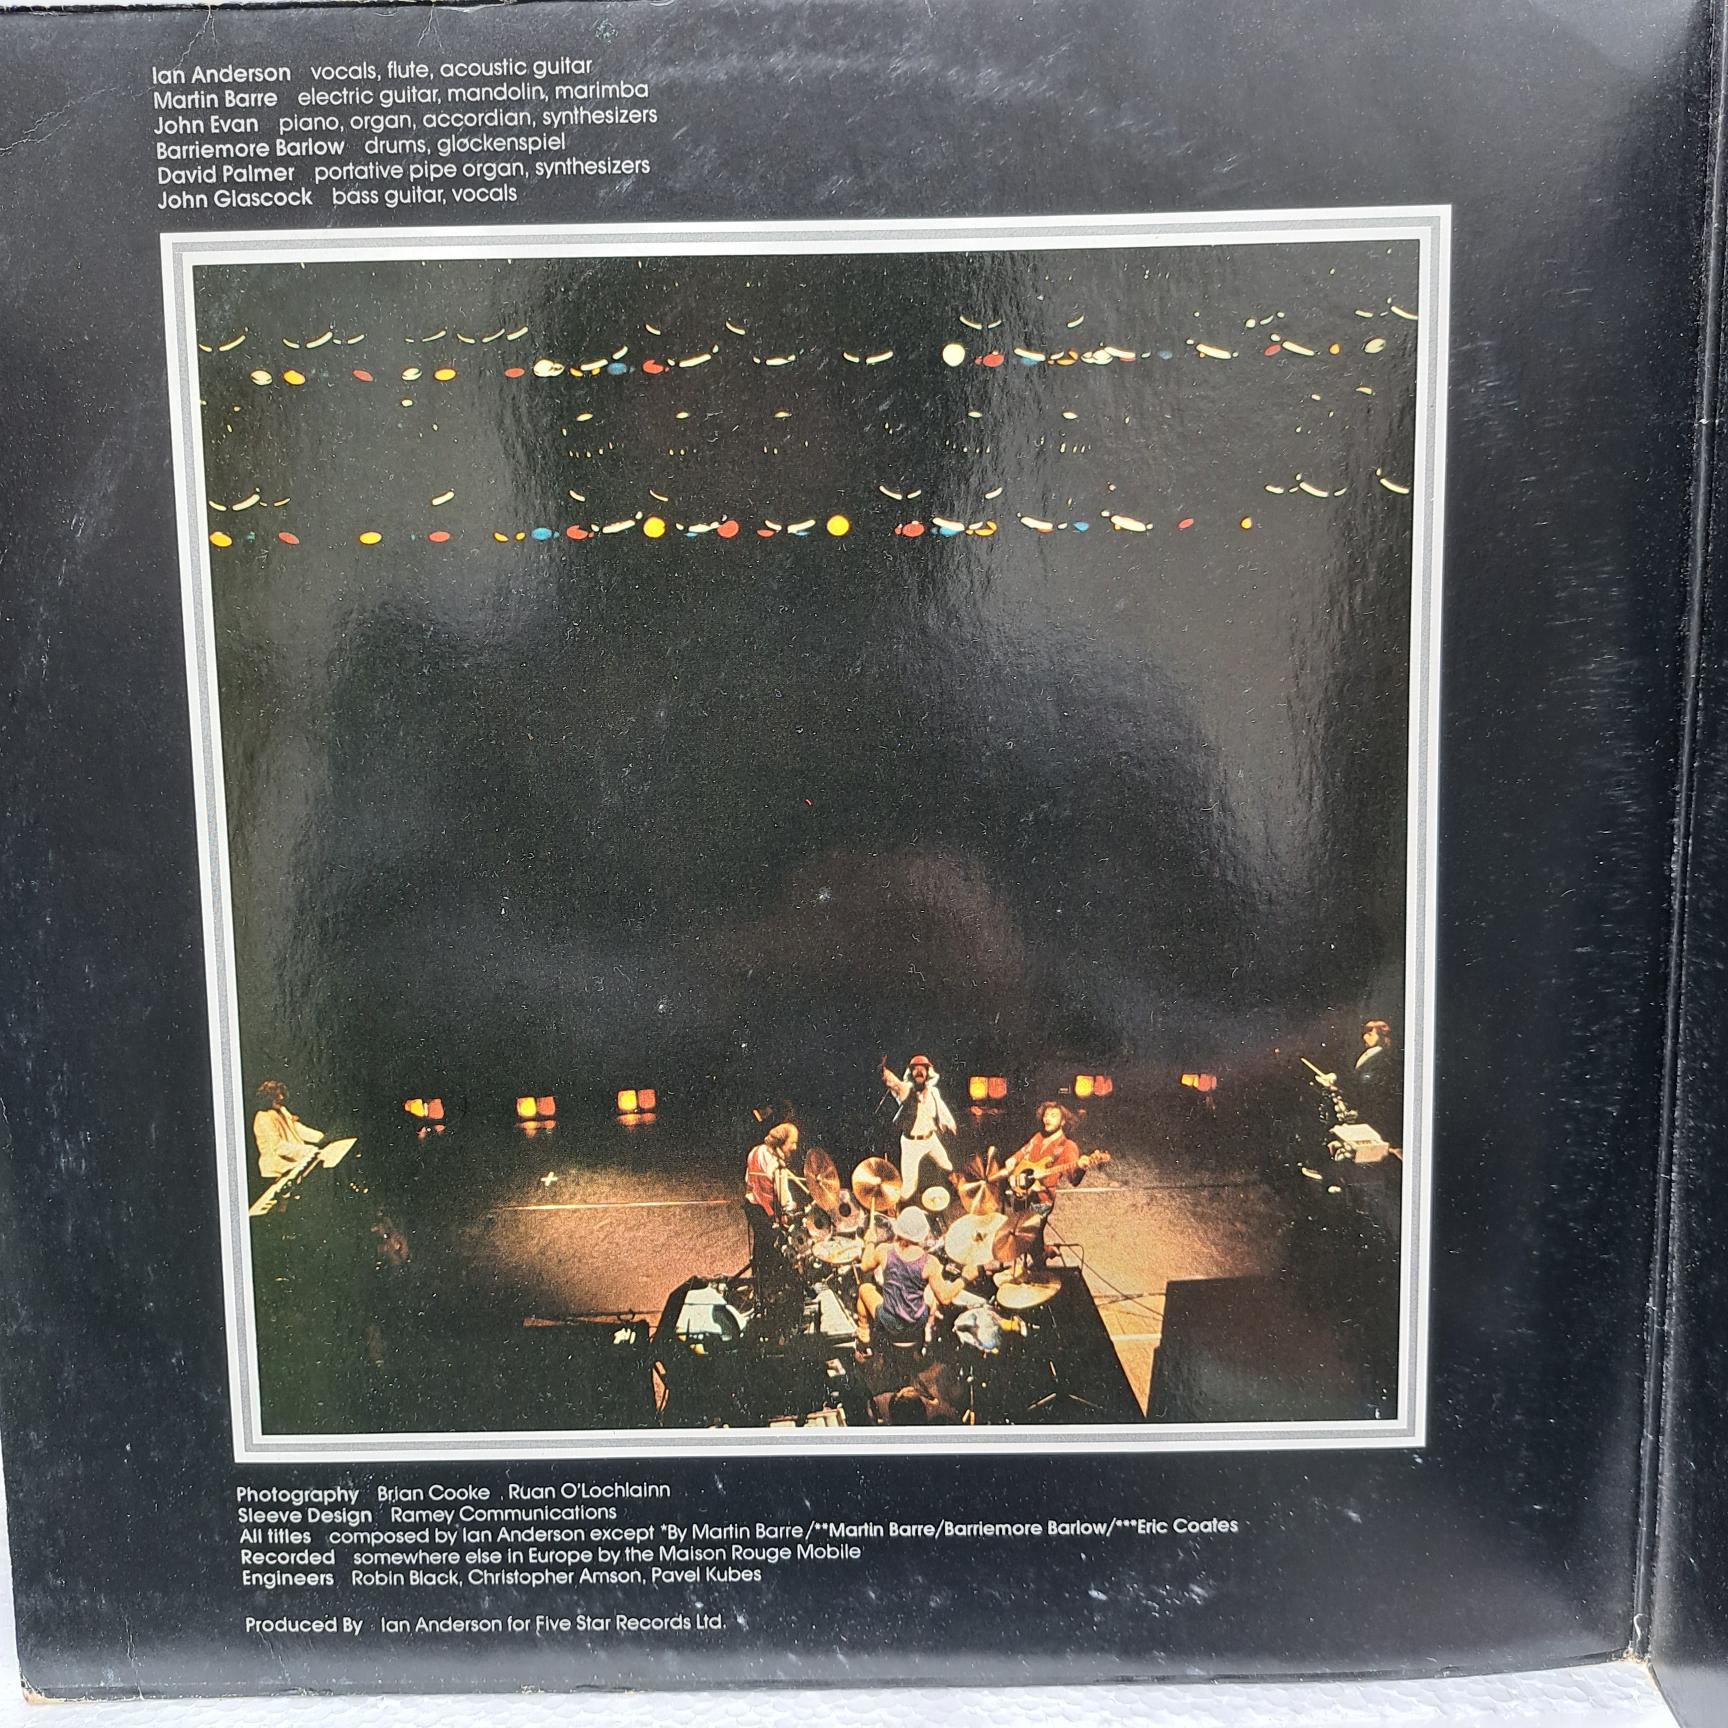 Ian Anderson vocals, flute, acoustic guitar
Martin Barre electric guitar, mandolin, marimba
John Evan piano, organ, accordian, synthesizers
Barriemore Barlow drums, glockenspiel
David Palmer portative pipe organ, synthesizers
John Glascock bass guitar, vocals
Photography Brian Cooke, Ruan O'Lochlainn
Sleeve Design Ramey Communications
All titles composed by Ian Anderson except *By Martin Barre/**Martin Barre/Barriemore Barlow/***Eric Coates
Recorded somewhere else in Europe by the Maison Rouge Mobile
Engineers Robin Black, Christopher Amson, Pavel Kubes
Produced By Ian Anderson for Five Star Records Ltd.